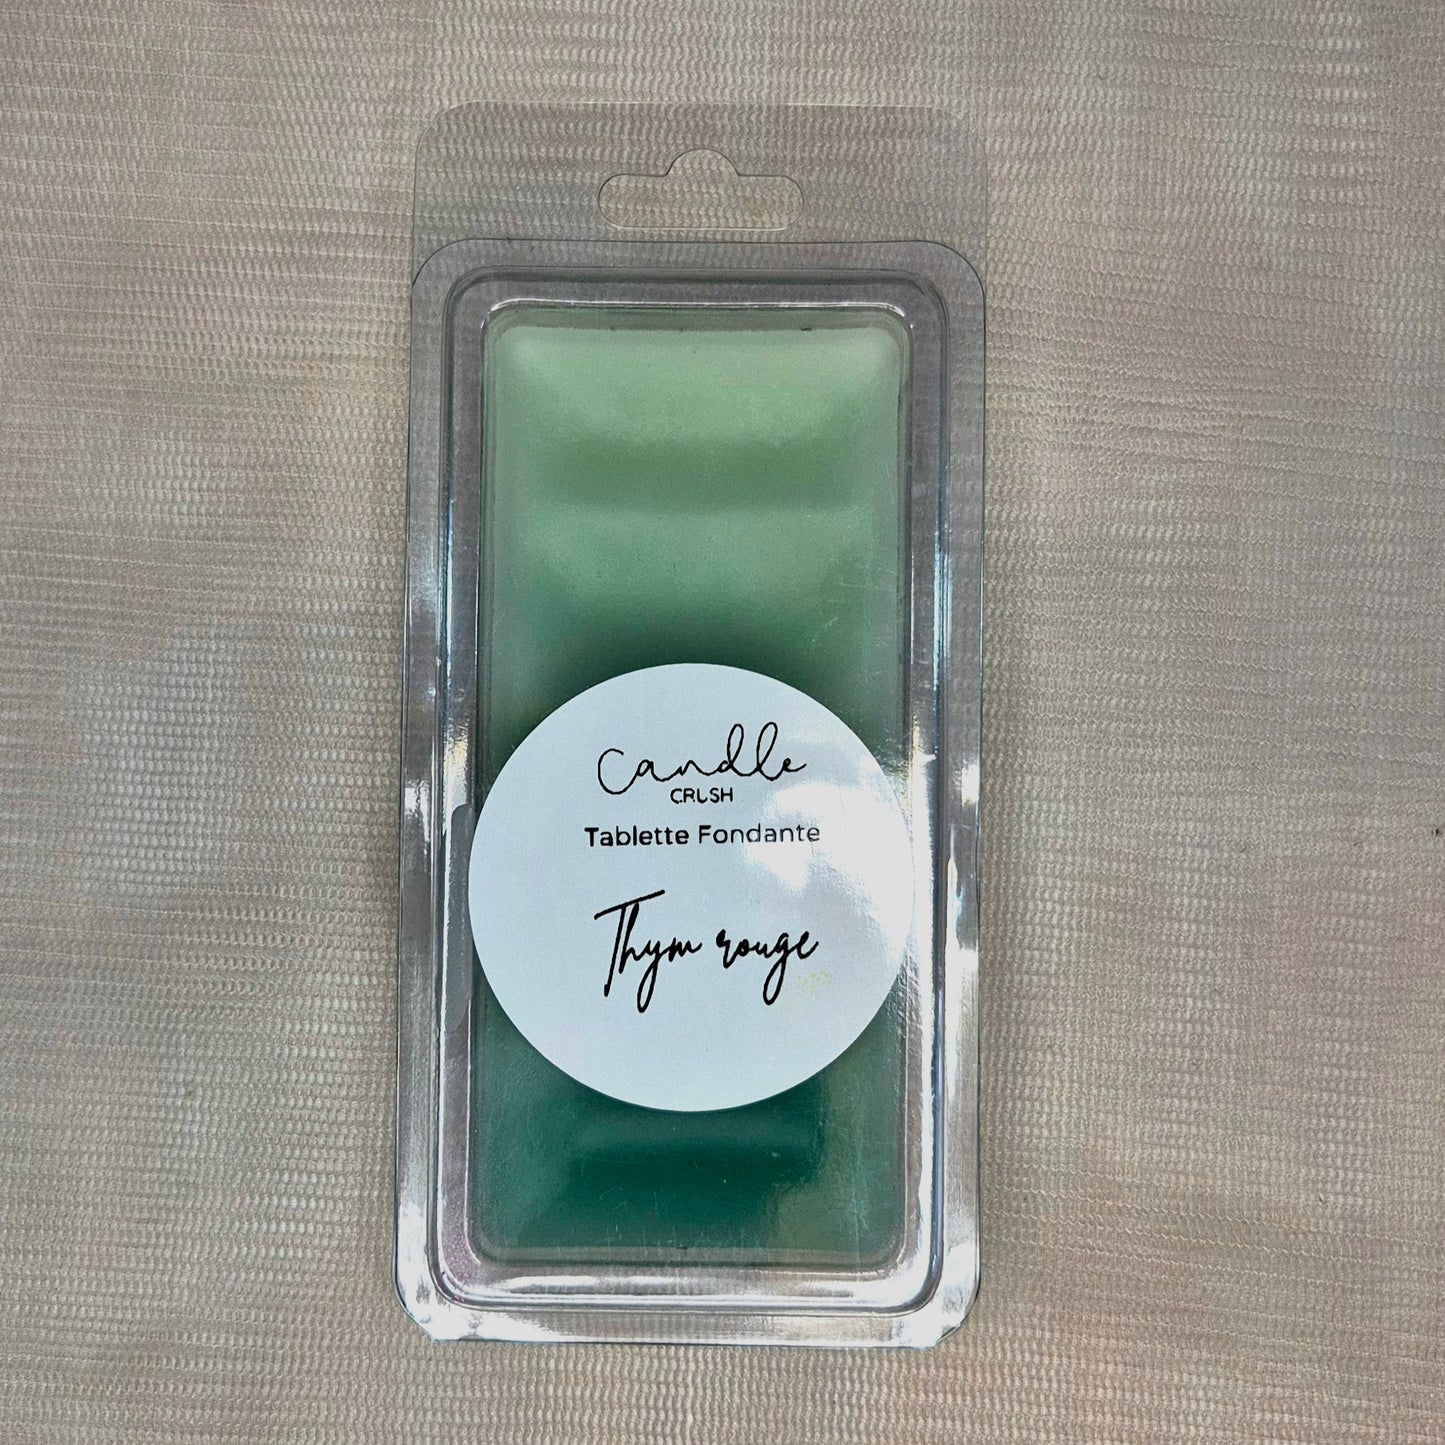 Candle
CRUSH
Tablette Fondante
Thym rouge